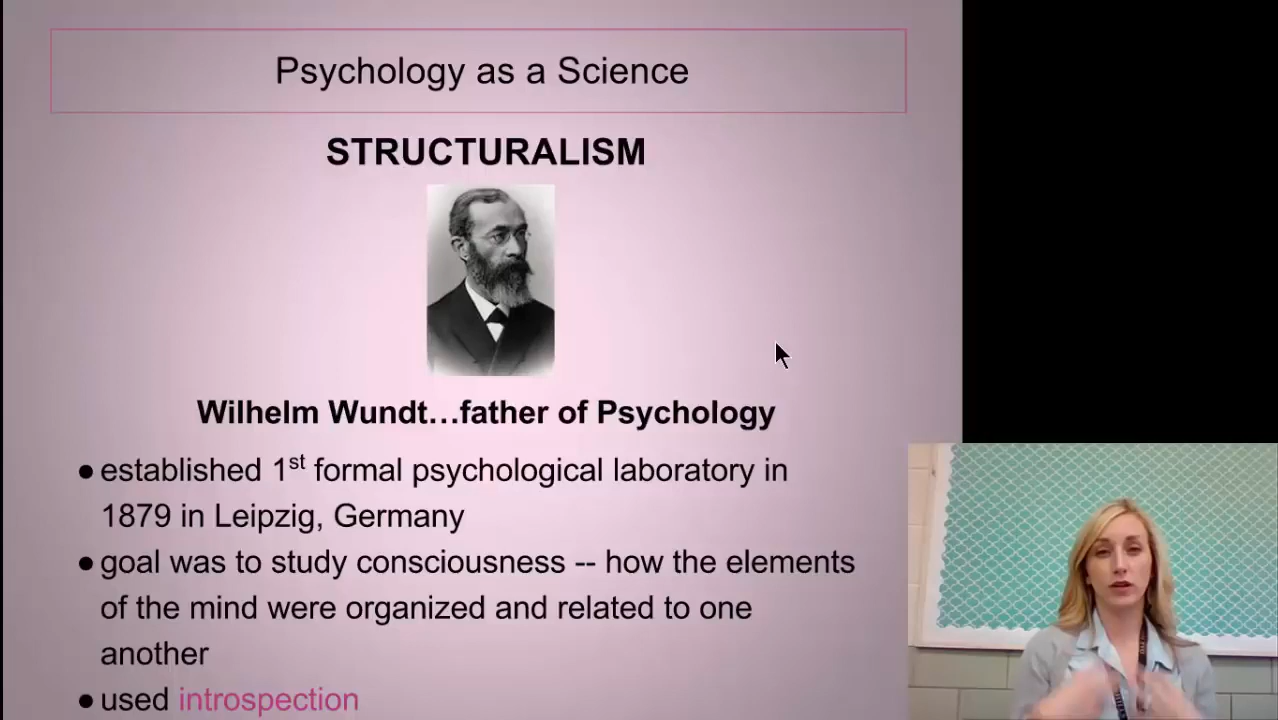 Psychology as a Science
STRUCTURALISM
Wilhelm Wundt…father of Psychology
● established 1st formal psychological laboratory in
1879 in Leipzig, Germany
● goal was to study consciousness -- how the elements
of the mind were organized and related to one
another
● used introspection